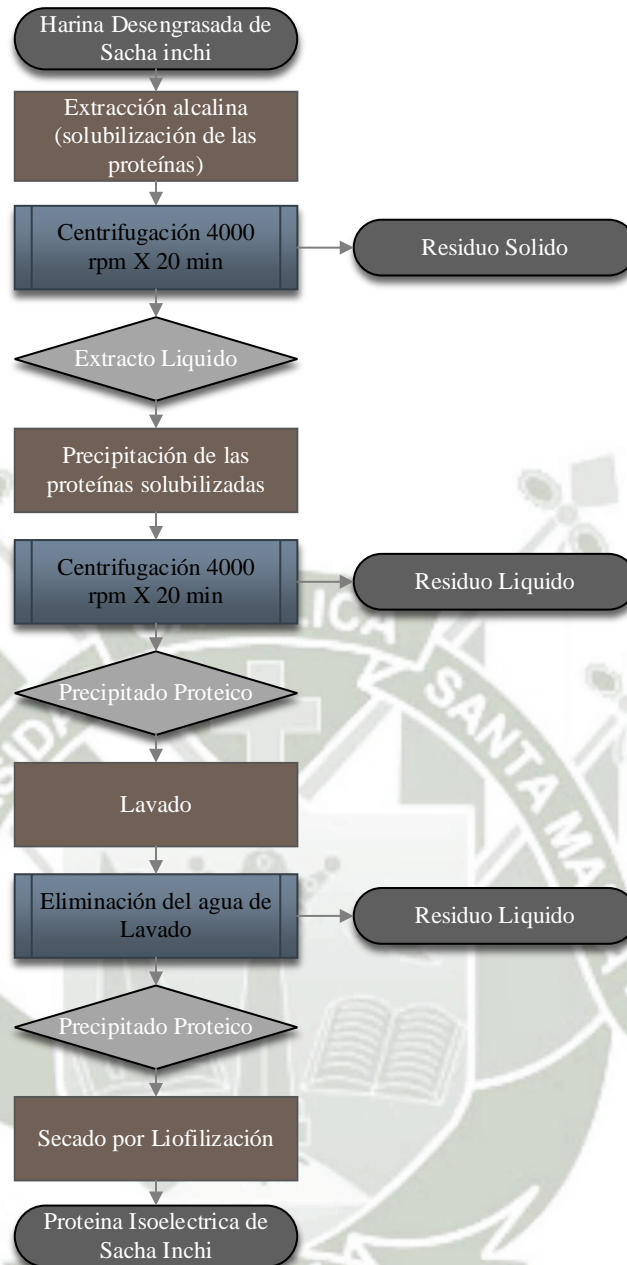 Harina Desengrasada de
Sacha inchi
Extracción alcalina
(solubilización de las
proteínas)
Centrifugación 4000
rpm X 20 min
Residuo Solido
Extracto Liquido
Precipitación de las
proteínas solubilizadas
Centrifugación 4000
rpm X 20 min
Residuo Liquido
Precipitado Proteico
Lavado
Eliminación del agua de
Lavado
Residuo Liquido
Precipitado Proteico
Secado por Liofilización
Proteina Isoelectrica de
Sacha Inchi
SANTA MA